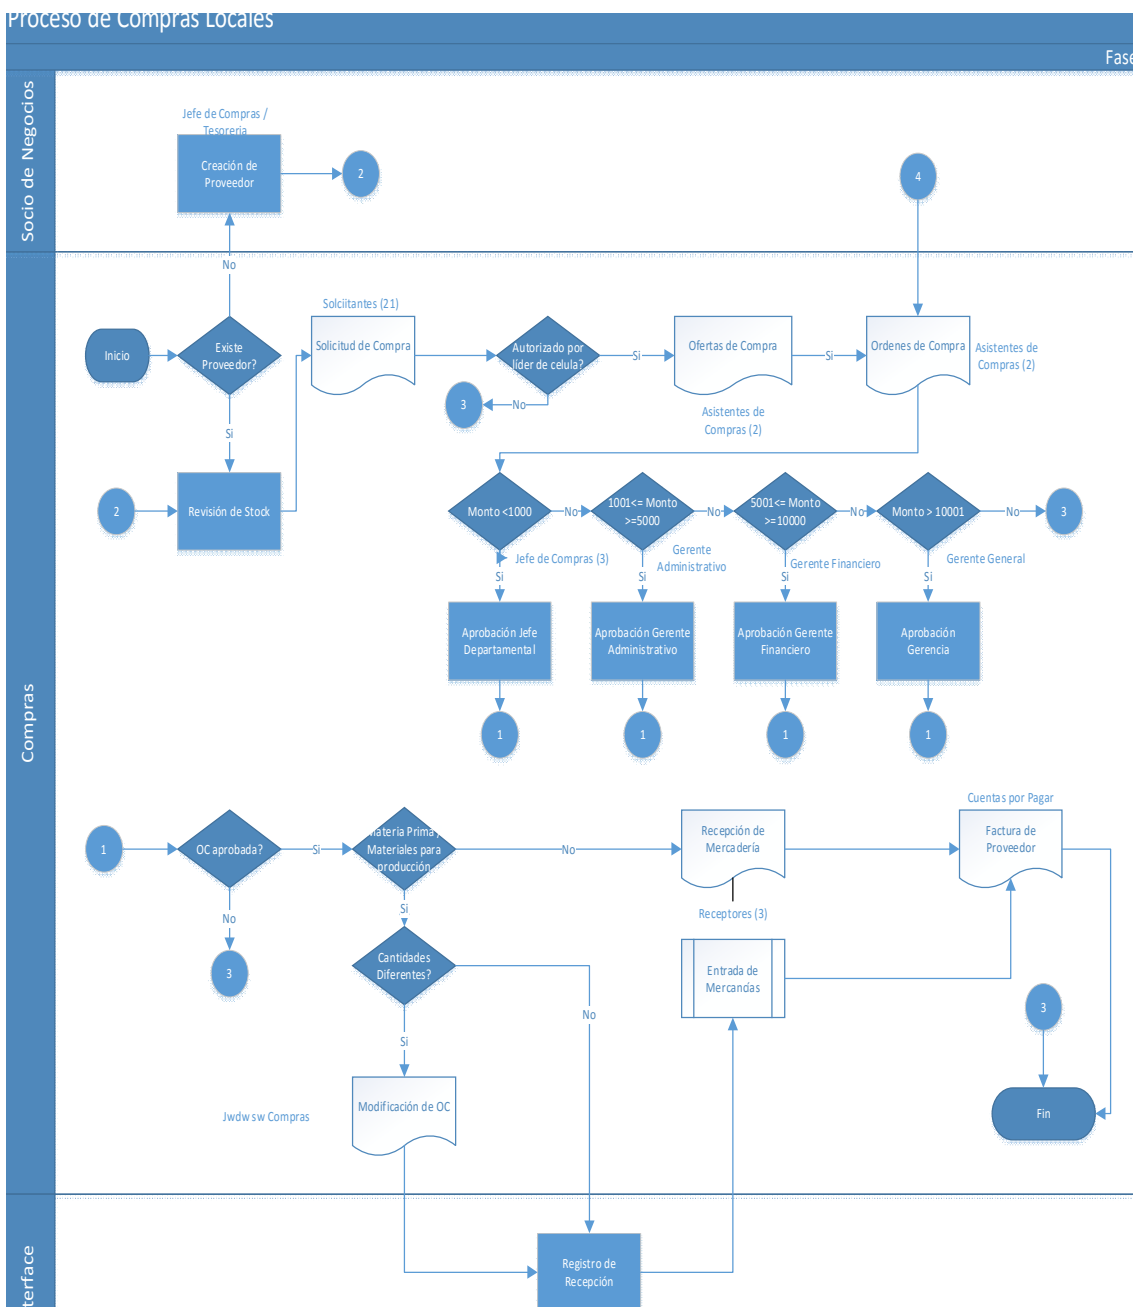 Proceso de Compras Locales
Fase
Socio de Negocios
Jefe de Compras /
Tesorería
Creación de
Proveedor
2
4
No
Compras
Inicio
Existe
Proveedor?
Solciitantes (21)
Solicitud de Compra
Autorizado por
líder de celula?
Si
Ofertas de Compra
Si
Ordenes de Compra
Asistentes de
Compras (2)
3
No
Asistentes de
Compras (2)
Si
2
Revisión de Stock
Monto <1000
No
1001<= Monto
>=5000
No
5001<= Monto
>=10000
No
Monto > 10001
No
3
Jefe de Compras (3)
Gerente
Administrativo
Gerente Financiero
Gerente General
Si
Si
Si
Si
Aprobación Jefe
Departamental
Aprobación Gerente
Administrativo
Aprobación Gerente
Financiero
Aprobación
Gerencia
1
1
1
1
1
OC aprobada?
Si
Materia Prima /
Materiales para
producción
No
Recepción de
Mercadería
Cuentas por Pagar
Factura de
Proveedor
No
3
Si
Receptores (3)
Cantidades
Diferentes?
No
Entrada de
Mercancías
3
Si
Modificación de OC
Jwdw sw Compras
Fin
terface
Registro de
Recepción